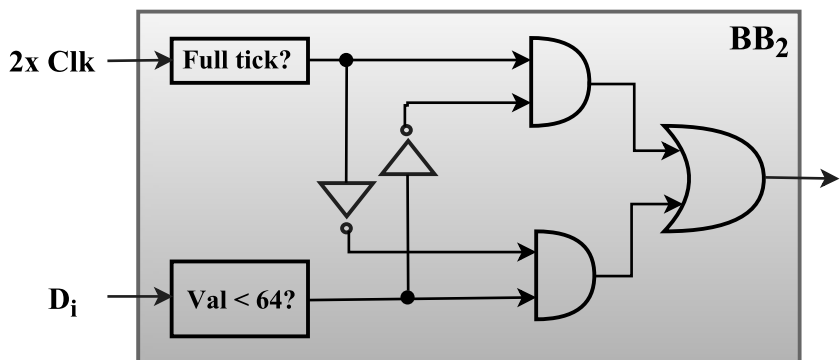 BB2
2x Clk
Full tick?
Di
Val < 64?